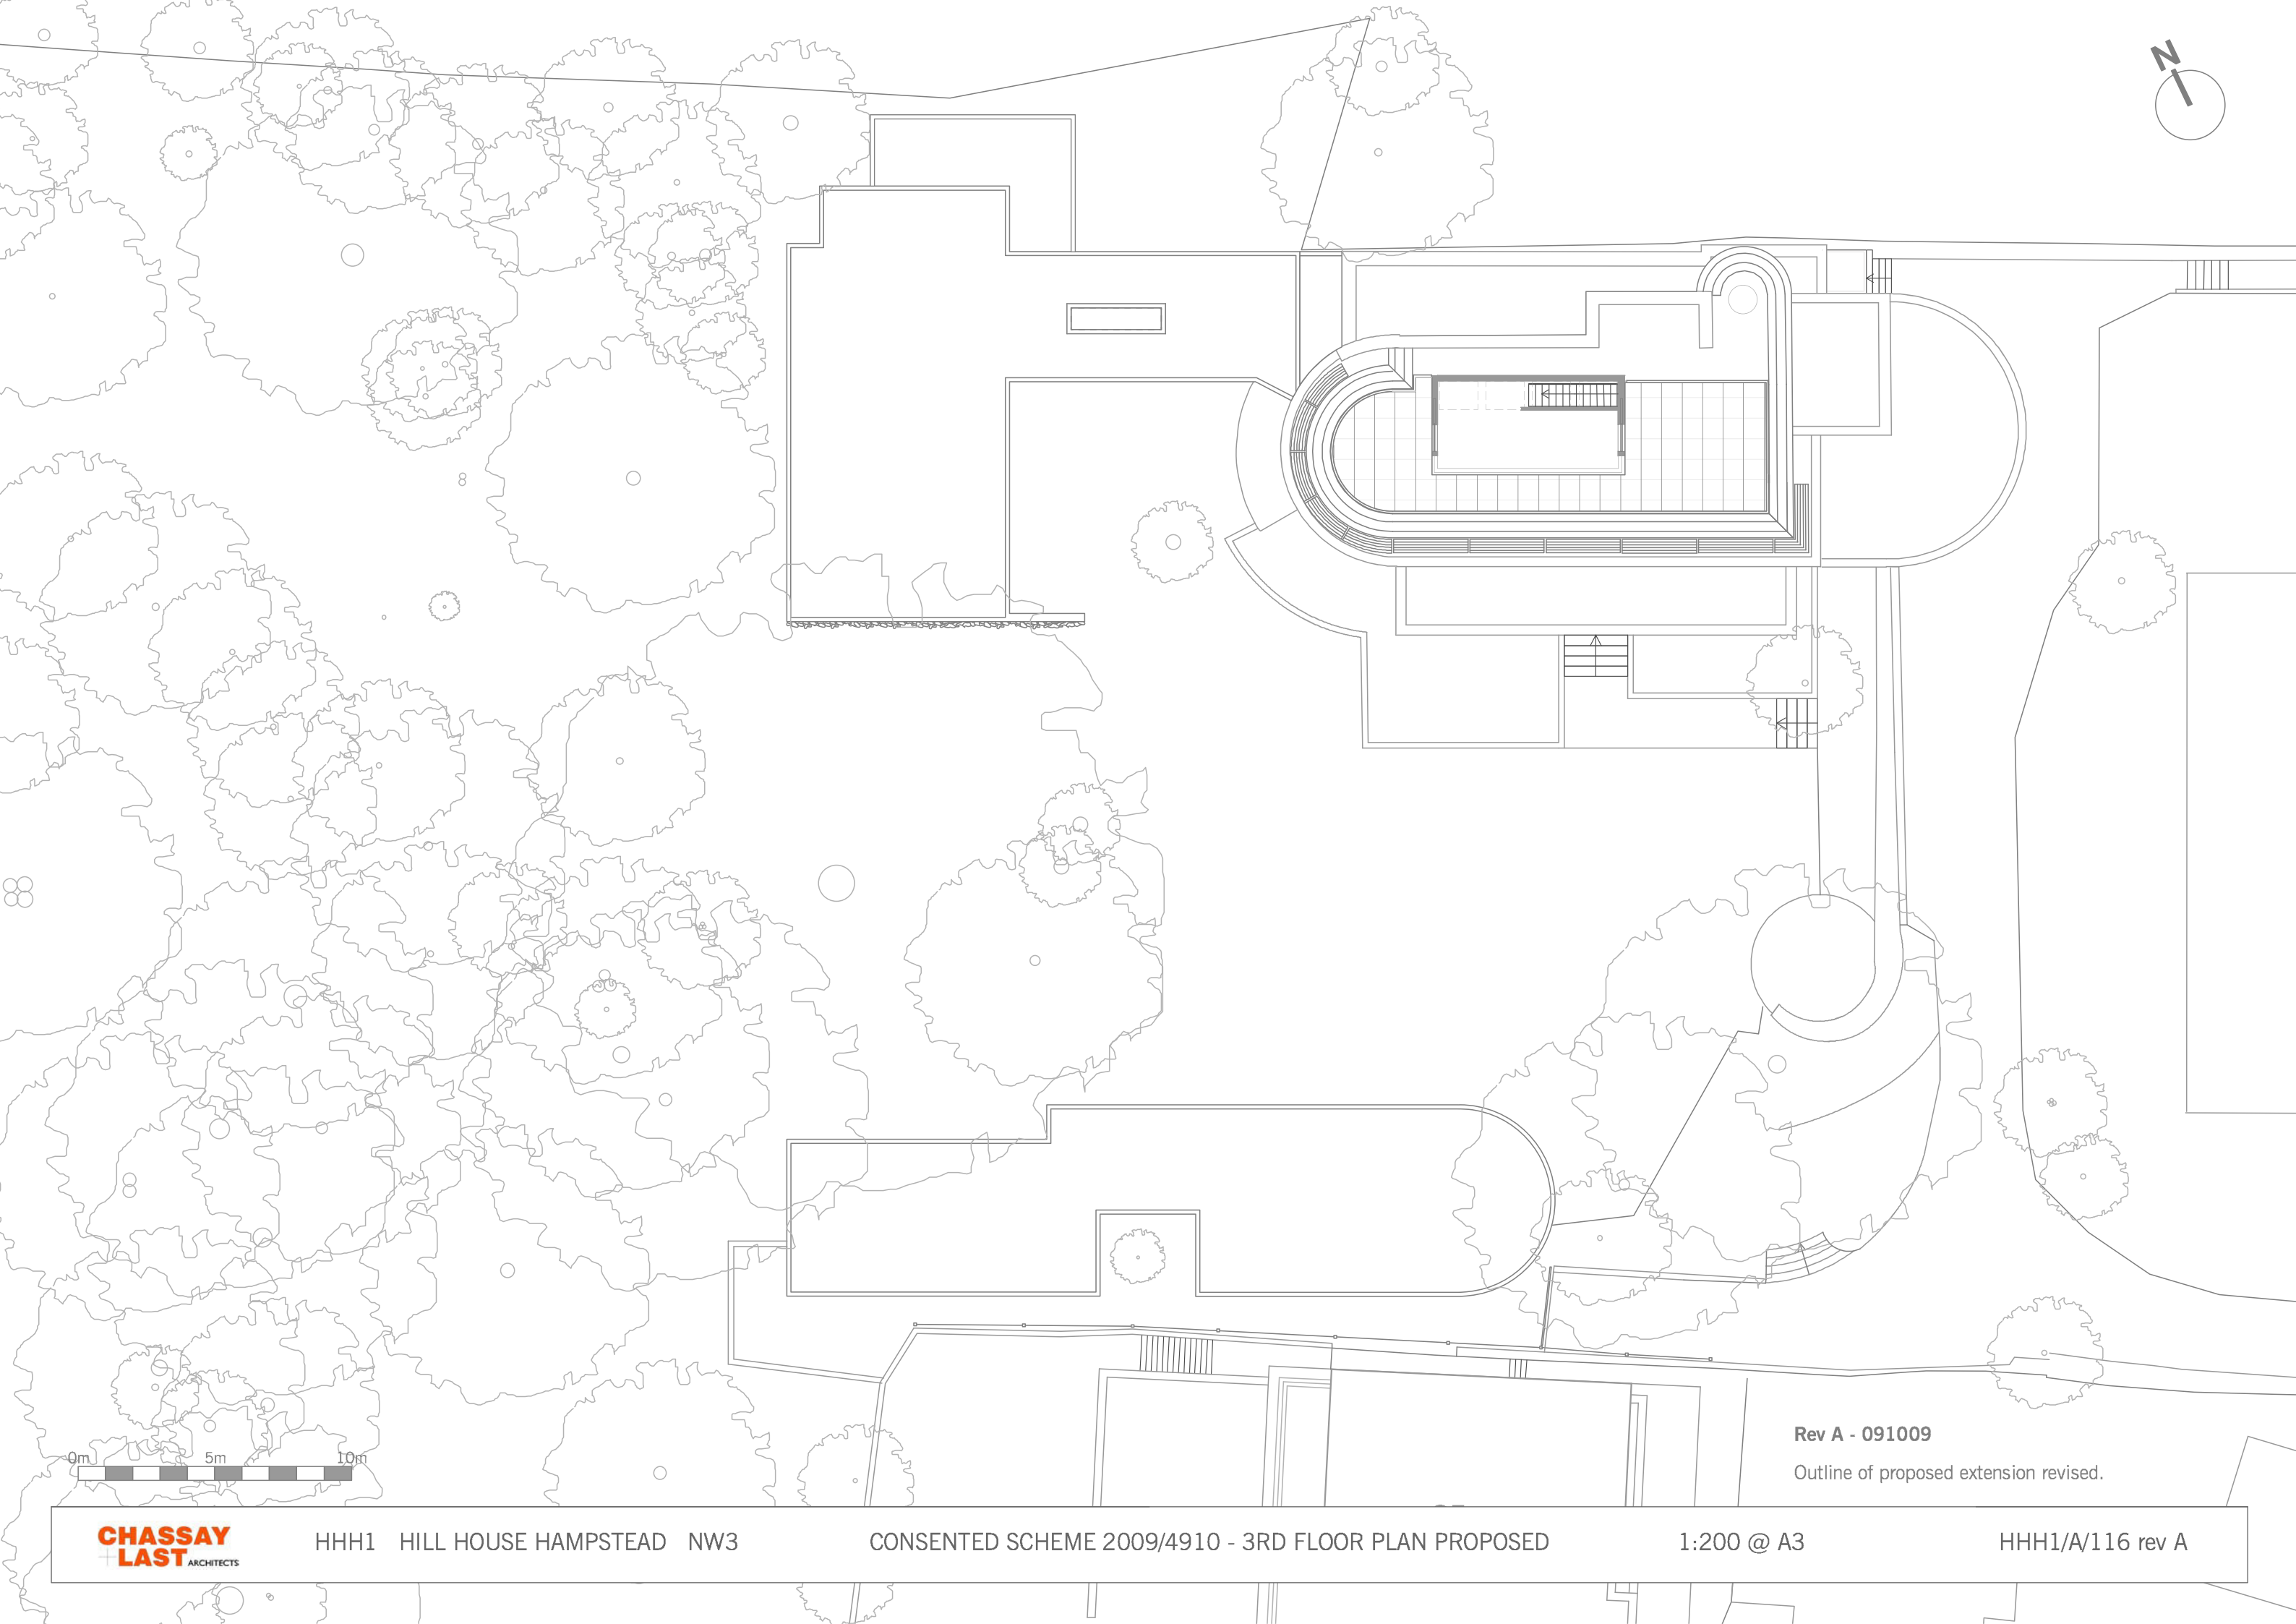 N
Rev A - 091009
Outline of proposed extension revised.
0m 5m 10m
CHASSAY
+LAST ARCHITECTS
HHH1 HILL HOUSE HAMPSTEAD NW3
CONSENTED SCHEME 2009/4910 - 3RD FLOOR PLAN PROPOSED
1:200 @ A3
HHH1/A/116 rev A